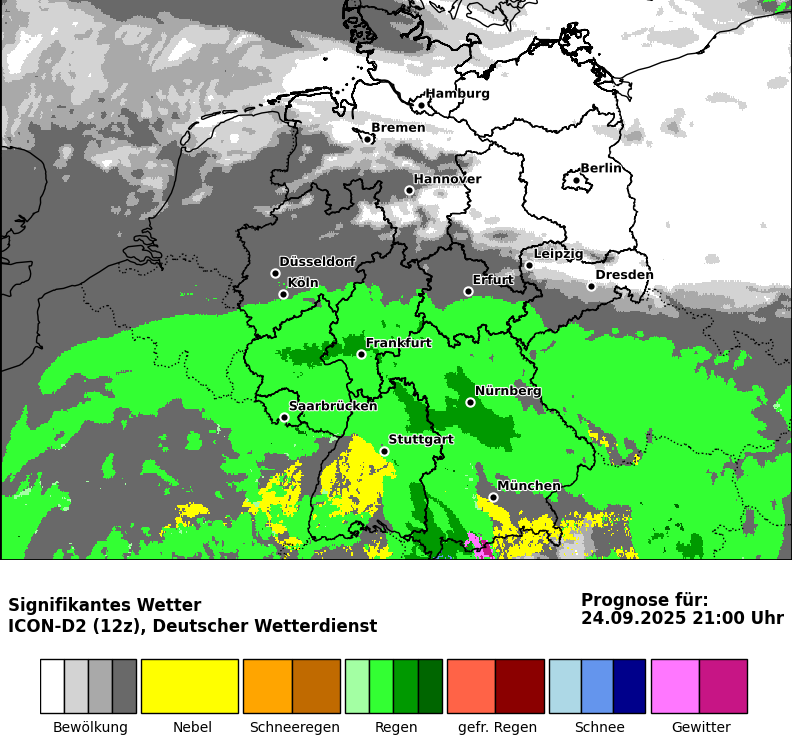 Hamburg
Bremen
Berlin
Hannover
Leipzig
Düsseldorf
Dresden
Köln
Erfurt
Frankfurt
Nürnberg
Saarbrücken
Stuttgart
München
Signifikantes Wetter
ICON-D2 (12z), Deutscher Wetterdienst
Prognose für:
24.09.2025 21:00 Uhr
Bewölkung
Nebel
Schneeregen
Regen
gefr. Regen
Schnee
Gewitter